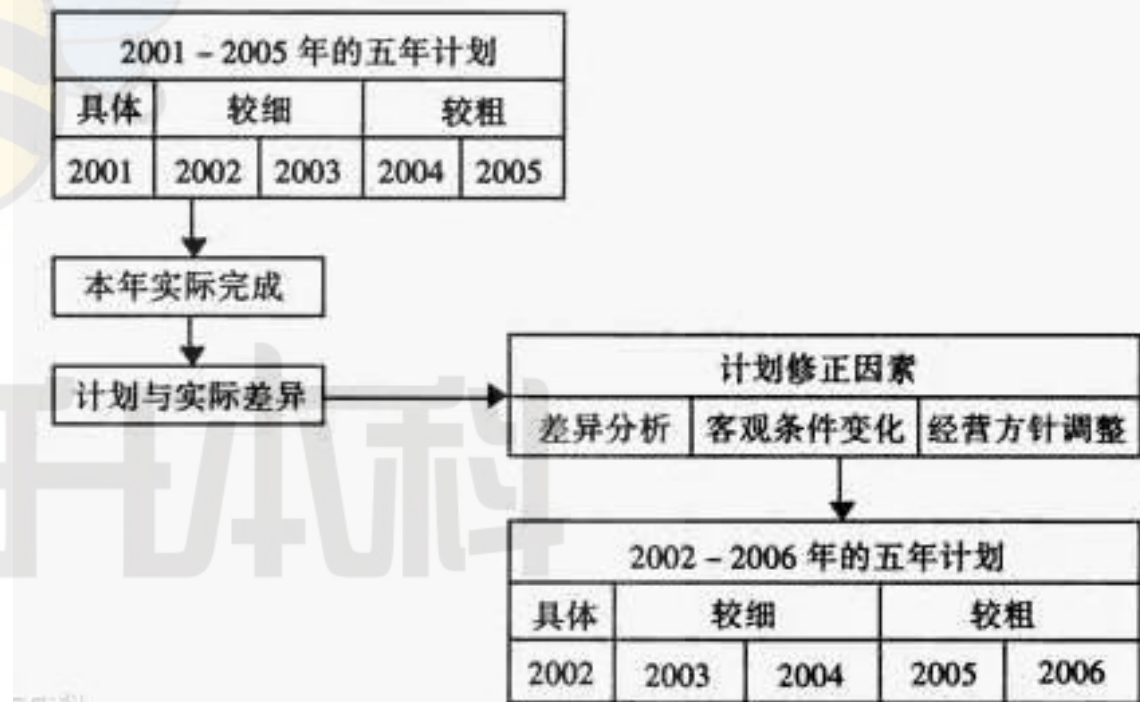 2001－2005 年的五年计划
具体 较细 较粗
2001 2002 2003 2004 2005
本年实际完成
计划与实际差异
计划修正因素
差异分析 客观条件变化 经营方针调整
2002－2006 年的五年计划
具体 较细 较粗
2002 2003 2004 2005 2006
升本科